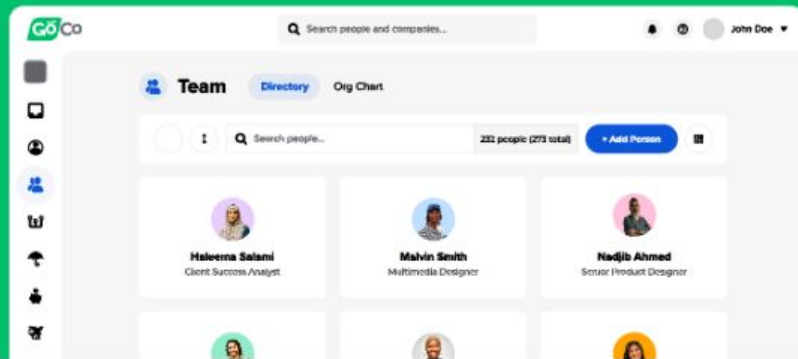 GoCo
Search people and companies...
John Doe
Team
Directory
Org Chart
Search people...
232 people (273 total)
+ Add Person
Haleema Salami
Client Success Analyst
Malvin Smith
Multimedia Designer
Nadjib Ahmed
Senior Product Designer